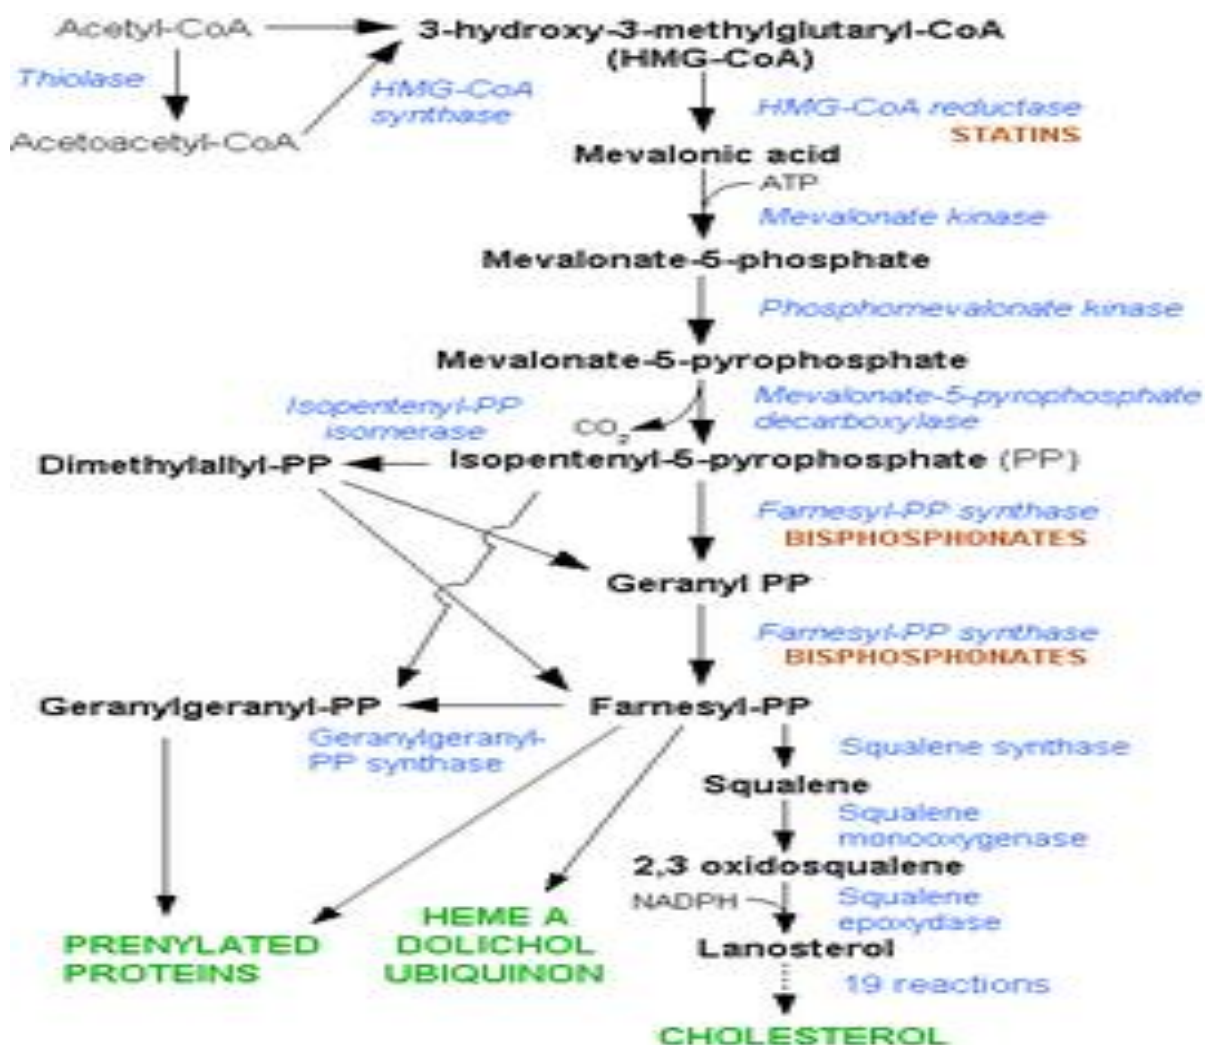 Acetyl-CoA
3-hydroxy-3-methylglutaryl-CoA
(HMG-CoA)
Thiolase
HMG-CoA
synthase
HMG-CoA reductase
STATINS
Acetoacetyl-CoA
Mevalonic acid
ATP
Mevalonate kinase
Mevalonate-5-phosphate
Phosphomevalonate kinase
Mevalonate-5-pyrophosphate
Isopentenyl-PP
isomerase
CO2
Mevalonate-5-pyrophosphate
decarboxylase
Dimethylallyl-PP
Isopentenyl-5-pyrophosphate (PP)
Farnesyl-PP synthase
BISPHOSPHONATES
Geranyl PP
Farnesyl-PP synthase
BISPHOSPHONATES
Geranylgeranyl-PP
Farnesyl-PP
Geranylgeranyl-
PP synthase
Squalene synthase
Squalene
Squalene
monooxygenase
2,3 oxidosqualene
NADPH
Squalene
epoxydase
PRENYLATED
PROTEINS
HEME A
DOLICHOL
UBIQUINON
Lanosterol
19 reactions
CHOLESTEROL